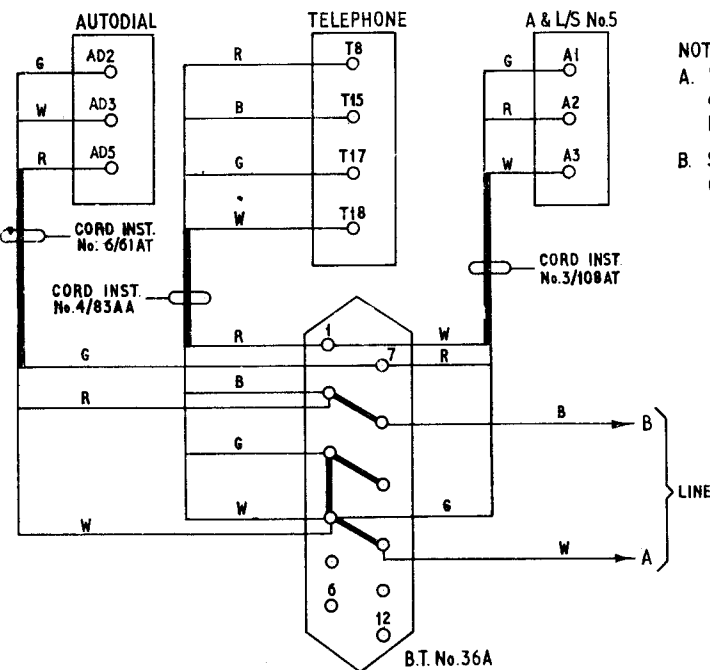 AUTODIAL
TELEPHONE
A & L/S No.5
G
AD2
W
AD3
R
AD5
R
T8
B
T15
G
T17
W
T18
G
A1
R
A2
W
A3
NOT
A.
B. S
CORD INST.
No: 6/61AT
CORD INST.
No.4/83AA
CORD INST.
No.3/108AT
R
1
W
G
7
R
B
R
B
B
G
LINE
W
G
W
W
A
6
12
B.T. No.36A